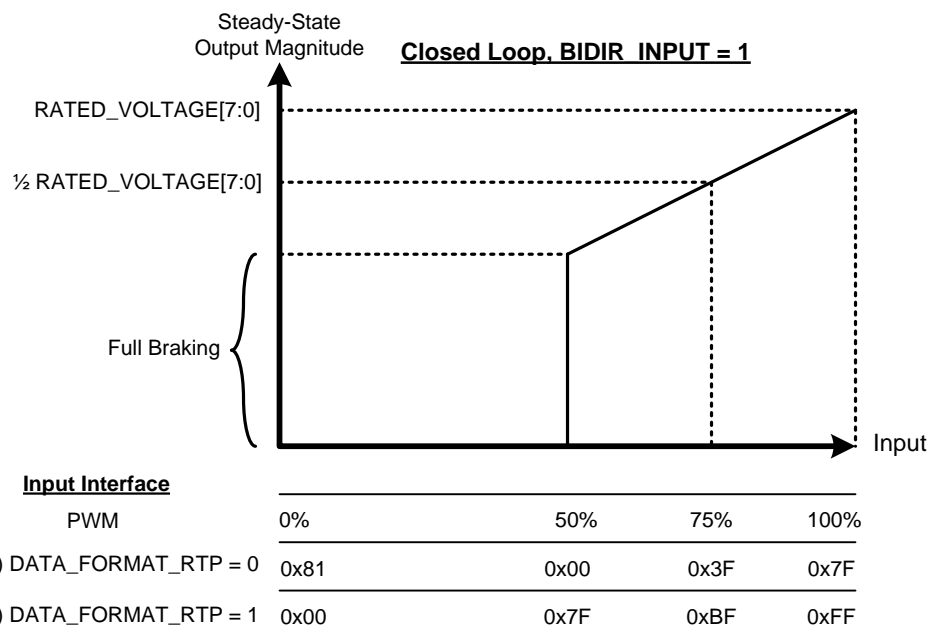 Steady-State
Output Magnitude
Closed Loop, BIDIR_INPUT = 1
RATED_VOLTAGE[7:0]
½ RATED_VOLTAGE[7:0]
Full Braking
Input
Input Interface
PWM 0% 50% 75% 100%
) DATA_FORMAT_RTP = 0 0x81 0x00 0x3F 0x7F
) DATA_FORMAT_RTP = 1 0x00 0x7F 0xBF 0xFF